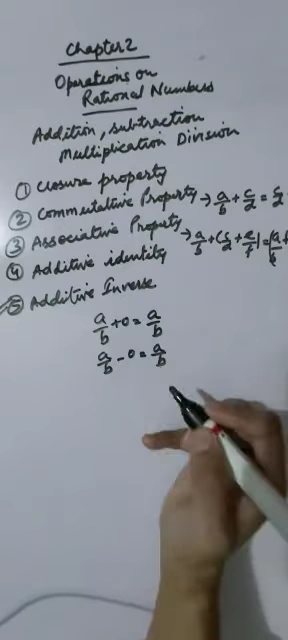 Chapter 2
Operations on
Rational Numbers
Addition, subtraction
Multiplication Division
① Closure property
② Commutative Property → a/b + c/d = c/d
③ Associative Property → a/b + (c/d + e/f) = (a/b +
④ Additive identity
⑤ Additive Inverse
a/b + 0 = a/b
a/b - 0 = a/b